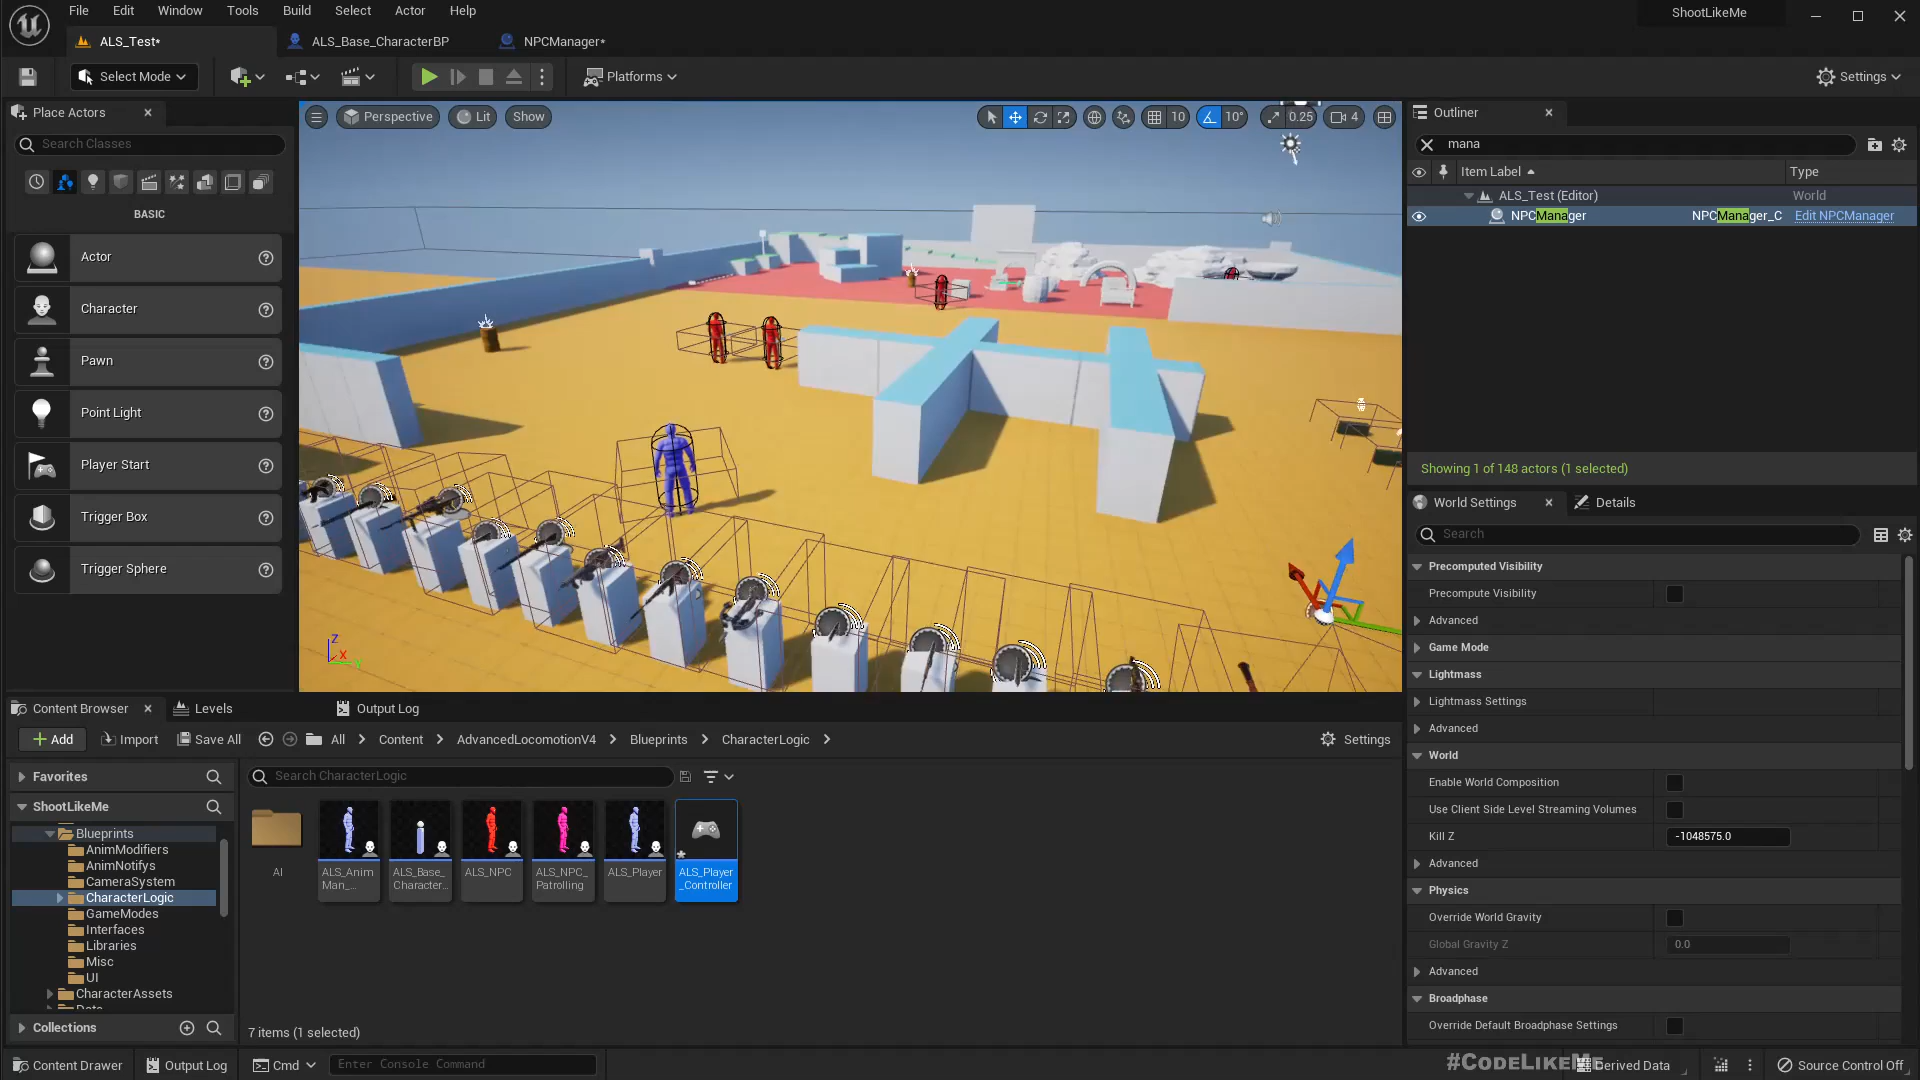 File Edit Window Tools Build Select Actor Help
ShootLikeMe
ALS_Test*
ALS_Base_CharacterBP
NPCManager*
Select Mode
Platforms
Settings
Place Actors
Search Classes
BASIC
Actor
Character
Pawn
Point Light
Player Start
Trigger Box
Trigger Sphere
Perspective
Lit
Show
10
10°
0.25
4
Z
X
Y
Outliner
mana
Item Label
Type
ALS_Test (Editor)
World
NPCManager
NPCManager_C
Edit NPCManager
Showing 1 of 148 actors (1 selected)
World Settings
Details
Search
Precomputed Visibility
Precompute Visibility
Advanced
Game Mode
Lightmass
Lightmass Settings
Advanced
World
Enable World Composition
Use Client Side Level Streaming Volumes
Kill Z
-1048575.0
Advanced
Physics
Override World Gravity
Global Gravity Z
0.0
Advanced
Broadphase
Override Default Broadphase Settings
Content Browser
Levels
Output Log
Add
Import
Save All
All
Content
AdvancedLocomotionV4
Blueprints
CharacterLogic
Settings
Favorites
ShootLikeMe
Blueprints
AnimModifiers
AnimNotifys
CameraSystem
CharacterLogic
GameModes
Interfaces
Libraries
Misc
UI
CharacterAssets
Collections
Search CharacterLogic
AI
ALS_Anim
Man_...
ALS_Base_
Character...
ALS_NPC
ALS_NPC_
Patrolling
ALS_Player
ALS_Player
_Controller
7 items (1 selected)
Content Drawer
Output Log
Cmd
Enter Console Command
#CodeLikeMe
Derived Data
Source Control Off